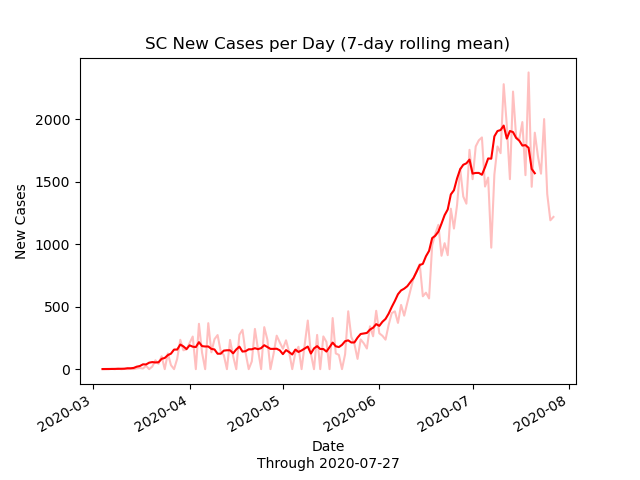 SC New Cases per Day (7-day rolling mean)
New Cases
2000
1500
1000
500
0
2020-03
2020-04
2020-05
2020-06
2020-07
2020-08
Date
Through 2020-07-27